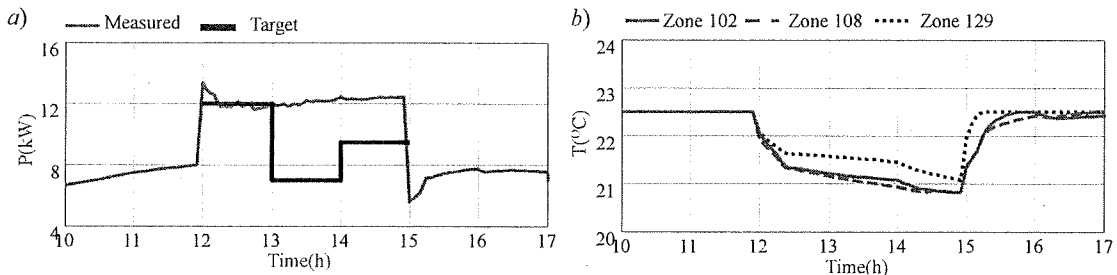 a)
Measured
Target
16
12
8
4
P(kW)
10 11 12 13 14 15 16 17
Time(h)
b)
Zone 102
Zone 108
Zone 129
24
23
22
21
20
T(°C)
10 11 12 13 14 15 16 17
Time(h)